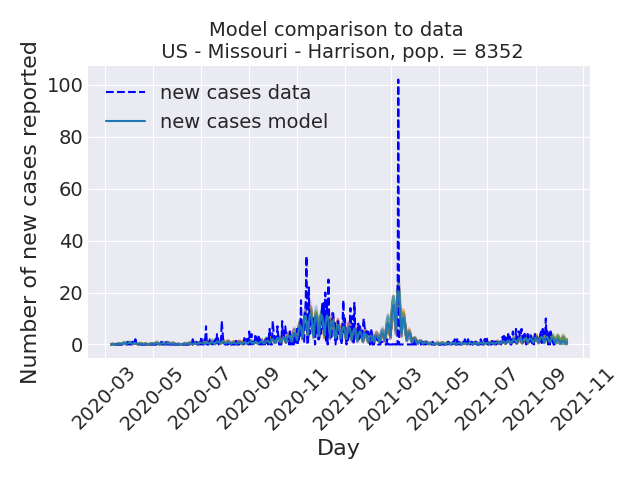 Model comparison to data
US - Missouri - Harrison, pop. = 8352
new cases data
new cases model
Number of new cases reported
100
80
60
40
20
0
2020-03
2020-05
2020-07
2020-09
2020-11
2021-01
2021-03
2021-05
2021-07
2021-09
2021-11
Day